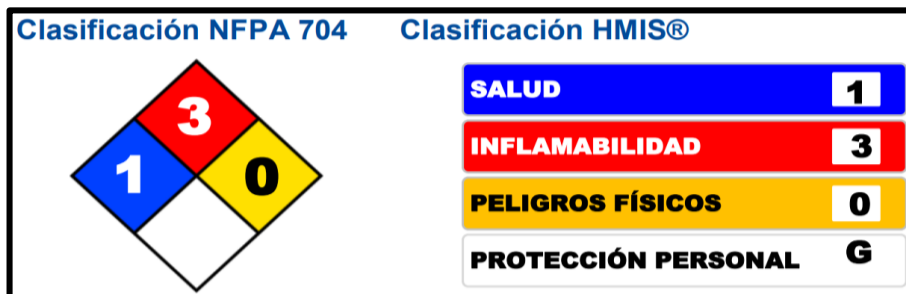 Clasificación NFPA 704
3
1 0
Clasificación HMIS®
SALUD 1
INFLAMABILIDAD 3
PELIGROS FÍSICOS 0
PROTECCIÓN PERSONAL G